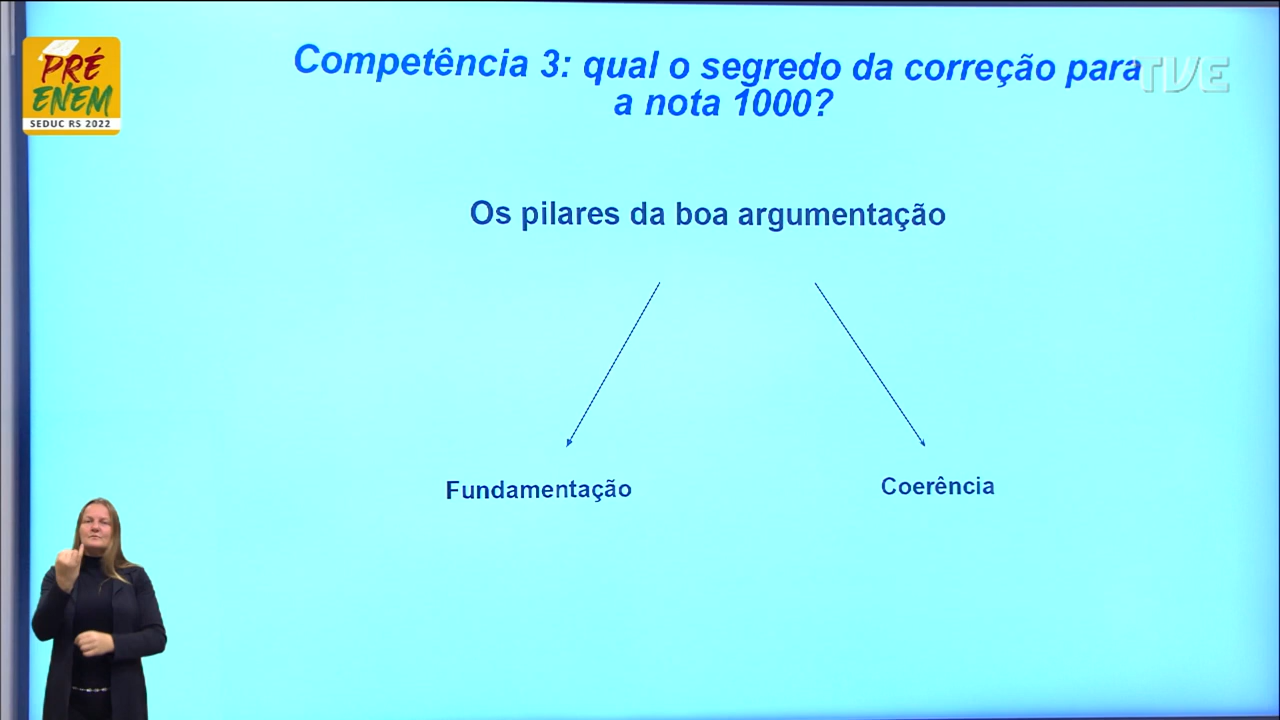 PRÉ
ENEM
SEDUC RS 2022
Competência 3: qual o segredo da correção para
a nota 1000?
TVE
Os pilares da boa argumentação
Fundamentação
Coerência